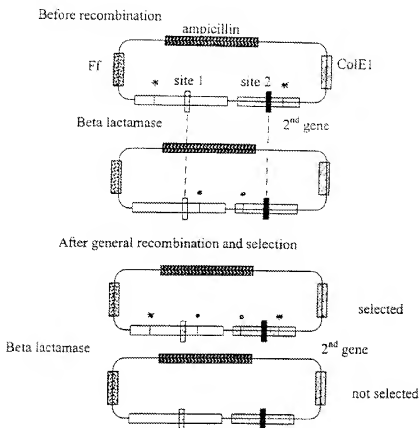 Before recombination
ampicillin
Ff
* site 1 site 2 *
ColE1
Beta lactamase
2nd gene
After general recombination and selection
* *
selected
Beta lactamase
2nd gene
not selected